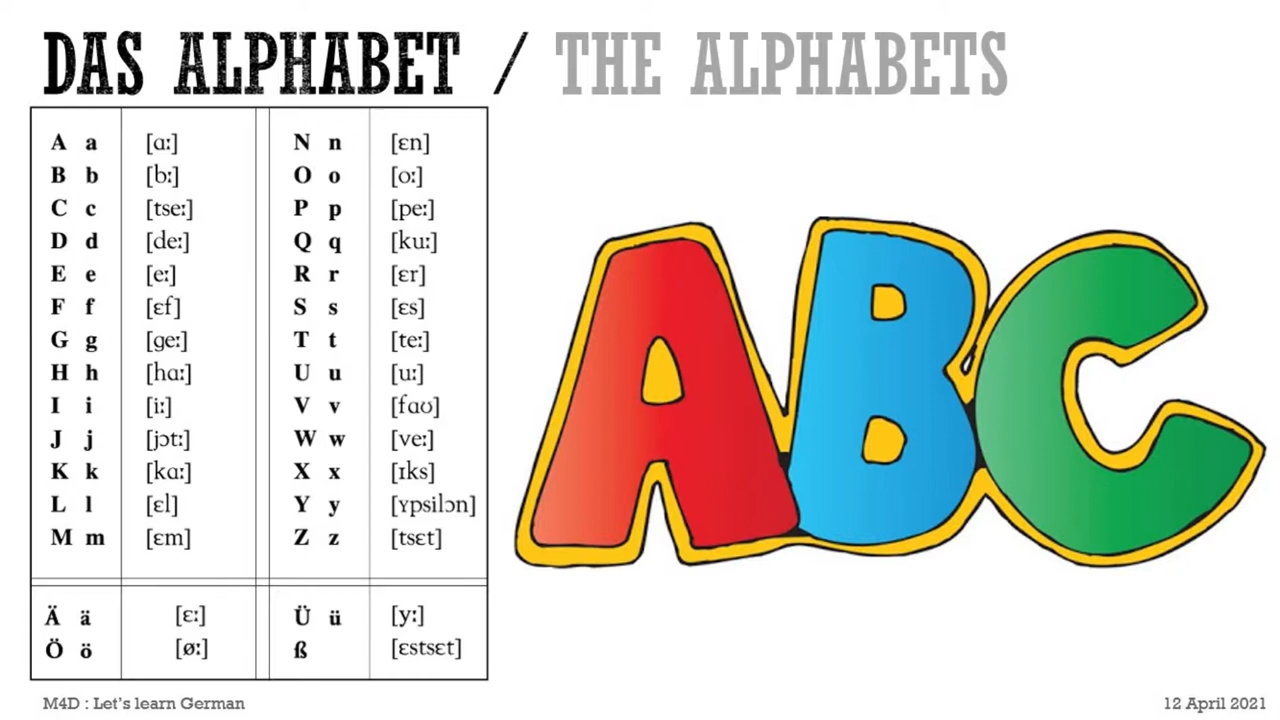 DAS ALPHABET / THE ALPHABETS
A a [ɑː] N n [ɛn]
B b [bː] O o [oː]
C c [tseː] P p [peː]
D d [deː] Q q [kuː]
E e [eː] R r [ɛr]
F f [ɛf] S s [ɛs]
G g [geː] T t [teː]
H h [hɑː] U u [uː]
I i [iː] V v [fɑʊ]
J j [jɔtː] W w [veː]
K k [kɑː] X x [ɪks]
L l [ɛl] Y y [ʏpsilɔn]
M m [ɛm] Z z [tsɛt]
Ä ä [ɛː] Ü ü [yː]
Ö ö [øː] ß [ɛstsɛt]
ABC
M4D : Let's learn German
12 April 2021